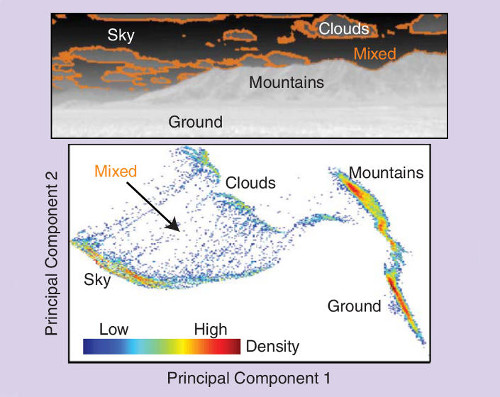 Sky
Clouds
Mixed
Mountains
Ground
Mixed
Mountains
Clouds
Sky
Ground
Low High
Density
Principal Component 2
Principal Component 1